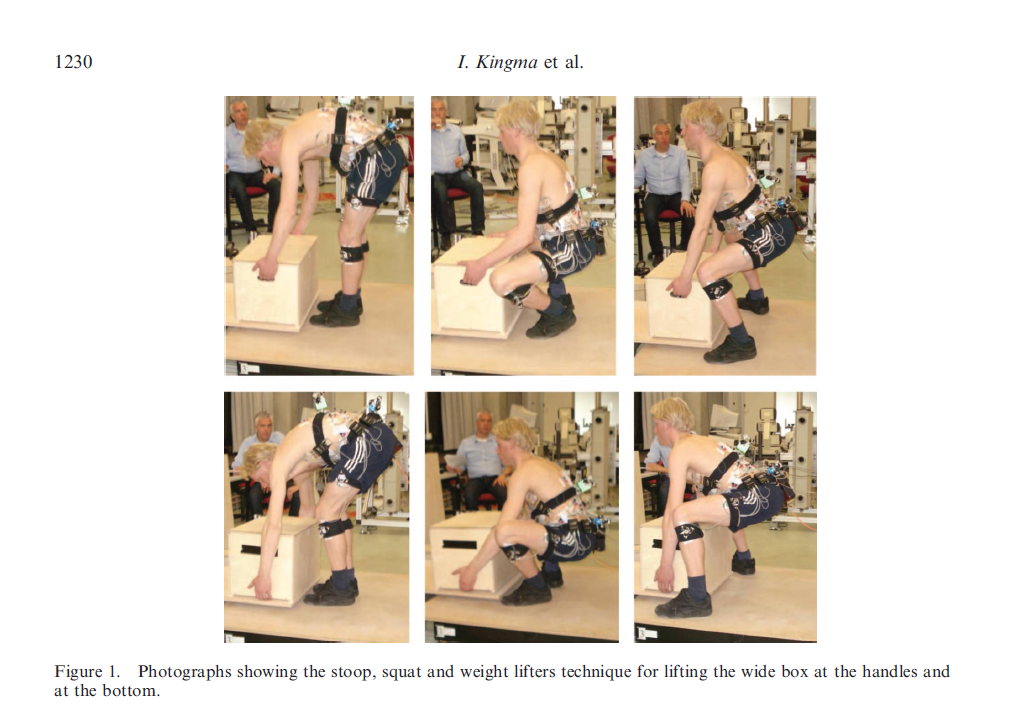 1230
I. Kingma et al.
Figure 1. Photographs showing the stoop, squat and weight lifters technique for lifting the wide box at the handles and
at the bottom.